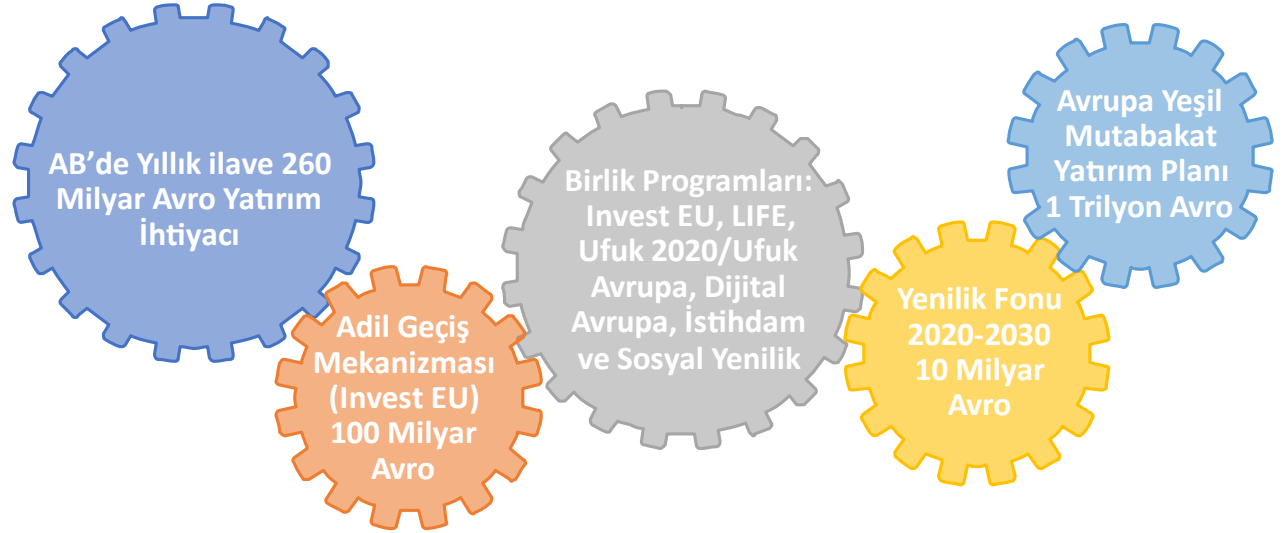 AB’de Yıllık ilave 260
Milyar Avro Yatırım
İhtiyacı
Adil Geçiş
Mekanizması
(Invest EU)
100 Milyar
Avro
Birlik Programları:
Invest EU, LIFE,
Ufuk 2020/Ufuk
Avrupa, Dijital
Avrupa, İstihdam
ve Sosyal Yenilik
Yenilik Fonu
2020-2030
10 Milyar
Avro
Avrupa Yeşil
Mutabakat
Yatırım Planı
1 Trilyon Avro